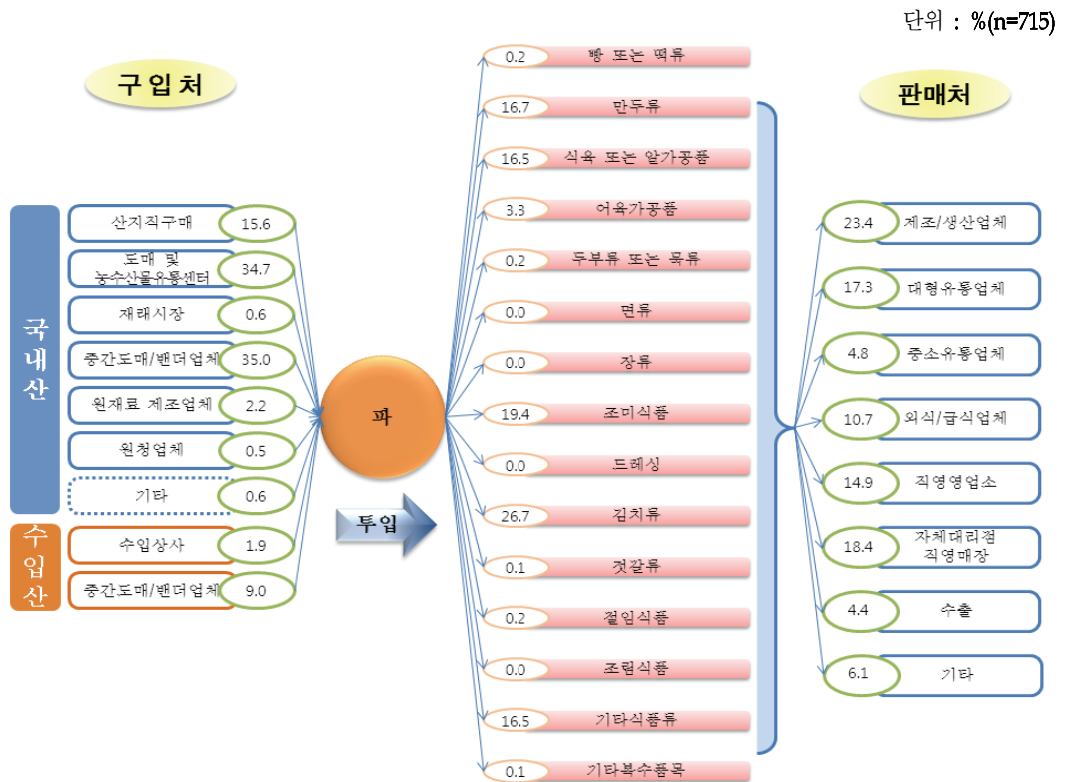 단위 : %(n=715)
구입처
판매처
국내산
산지직구매 15.6
도매 및
농수산물유통센터 34.7
재래시장 0.6
중간도매/밴더업체 35.0
원재료 제조업체 2.2
원청업체 0.5
기타 0.6
수입산
수입상사 1.9
중간도매/밴더업체 9.0
파
투입
0.2 빵 또는 떡류
16.7 만두류
16.5 식육 또는 알가공품
3.3 어육가공품
0.2 두부류 또는 묵류
0.0 면류
0.0 장류
19.4 조미식품
0.0 드레싱
26.7 김치류
0.1 젓갈류
0.2 절임식품
0.0 조림식품
16.5 기타식품류
0.1 기타복수품목
23.4 제조/생산업체
17.3 대형유통업체
4.8 중소유통업체
10.7 외식/급식업체
14.9 직영영업소
18.4 자체대리점
직영매장
4.4 수출
6.1 기타